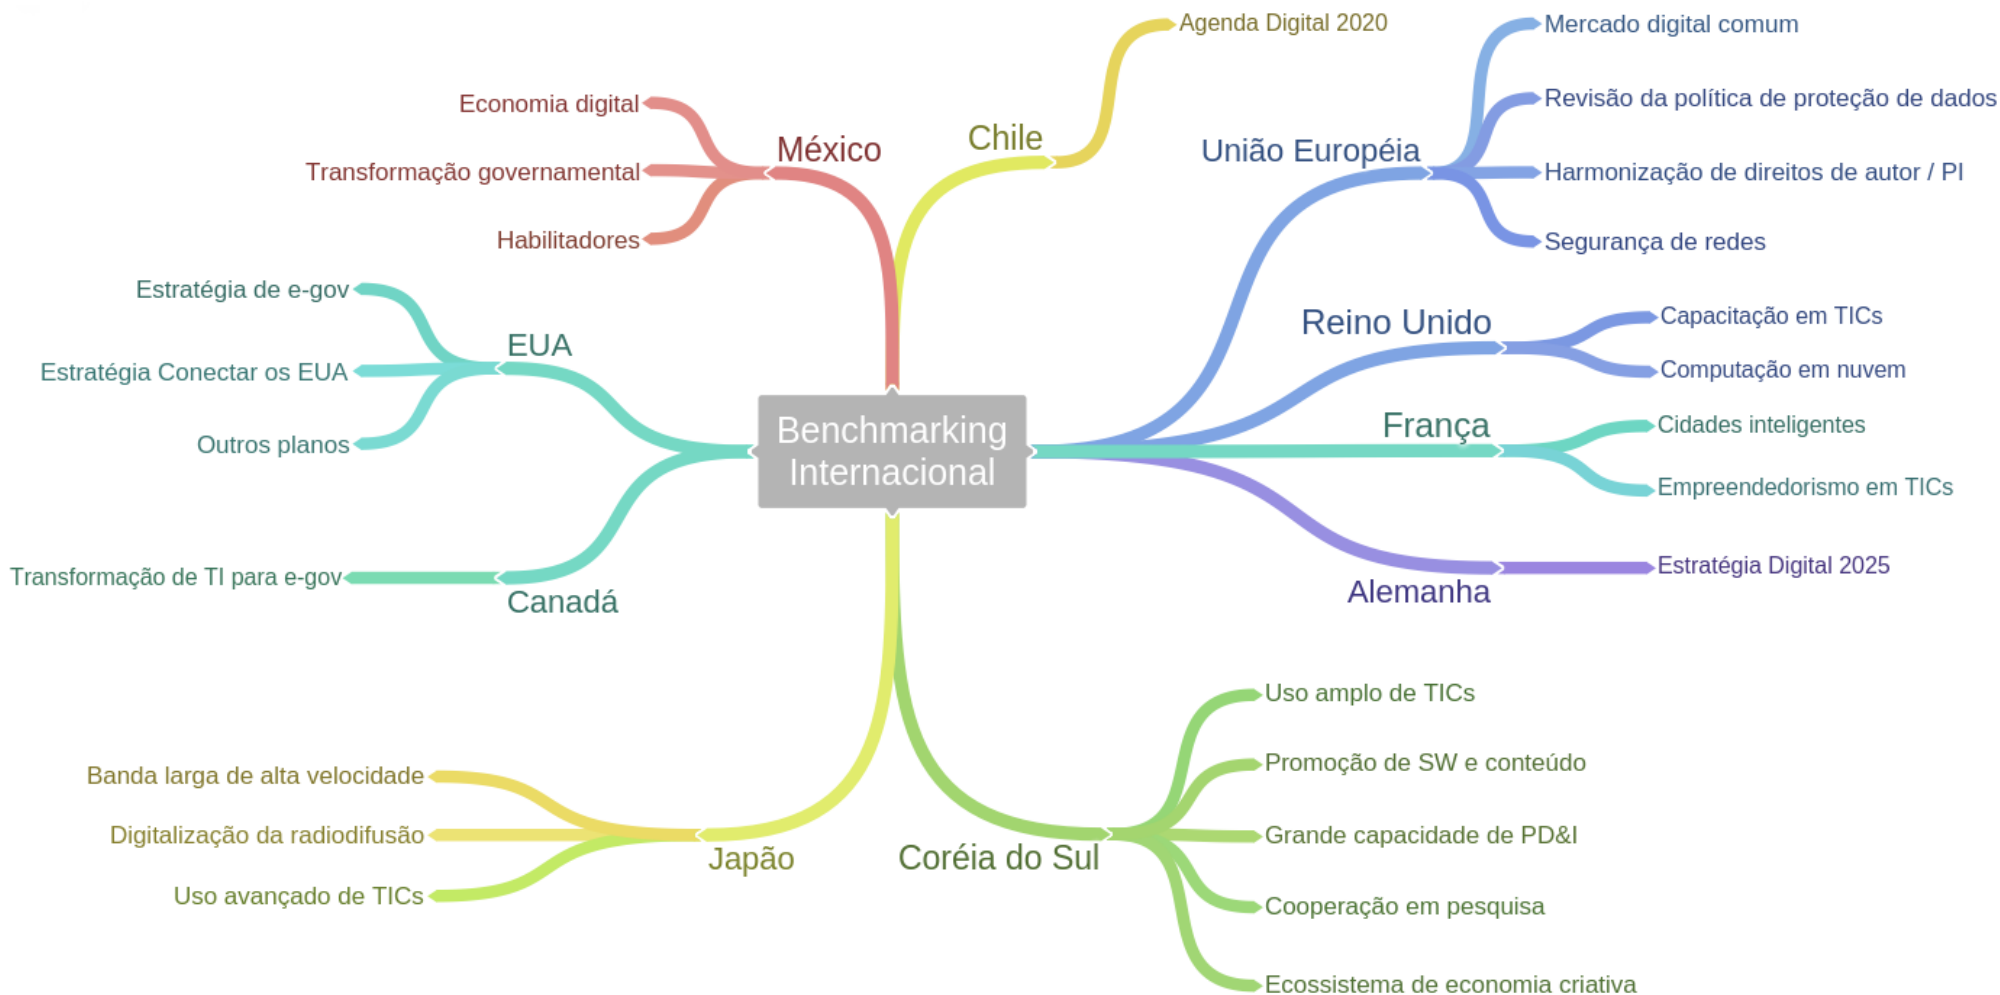 Benchmarking
Internacional
México
Economia digital
Transformação governamental
Habilitadores
Chile
Agenda Digital 2020
União Européia
Mercado digital comum
Revisão da política de proteção de dados
Harmonização de direitos de autor / PI
Segurança de redes
EUA
Estratégia de e-gov
Estratégia Conectar os EUA
Outros planos
Reino Unido
Capacitação em TICs
Computação em nuvem
França
Cidades inteligentes
Empreendedorismo em TICs
Canadá
Transformação de TI para e-gov
Alemanha
Estratégia Digital 2025
Japão
Banda larga de alta velocidade
Digitalização da radiodifusão
Uso avançado de TICs
Coréia do Sul
Uso amplo de TICs
Promoção de SW e conteúdo
Grande capacidade de PD&I
Cooperação em pesquisa
Ecossistema de economia criativa